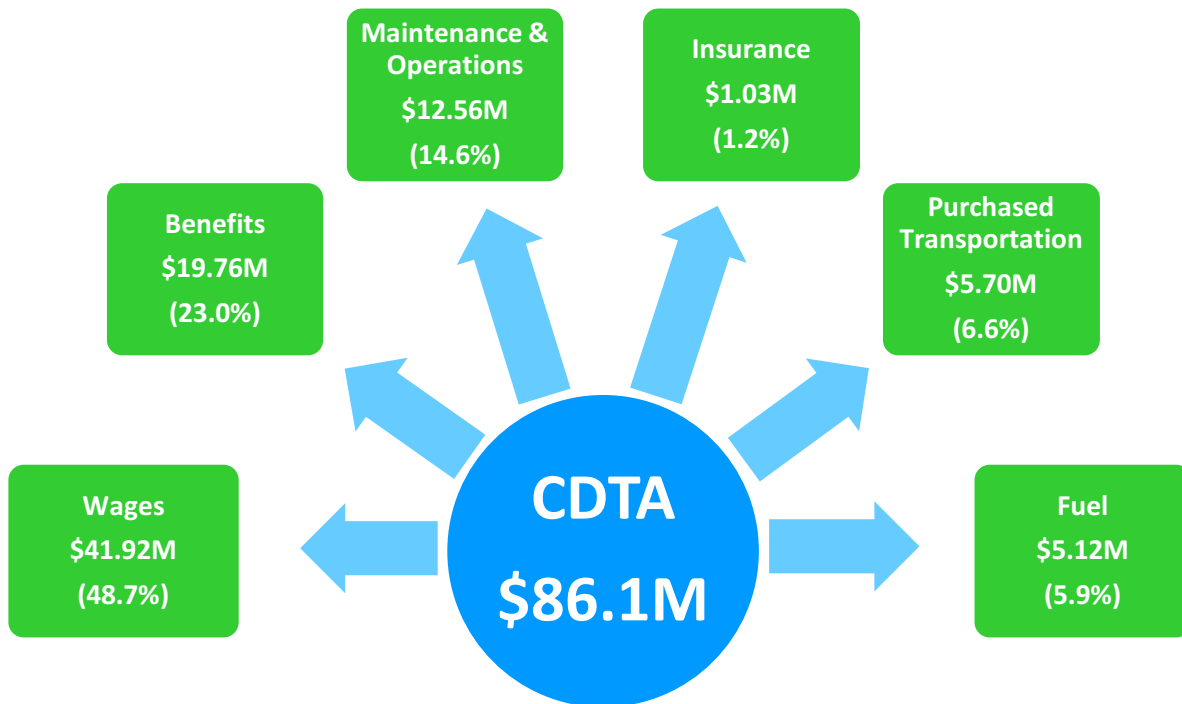 Maintenance &
Operations
$12.56M
(14.6%)
Insurance
$1.03M
(1.2%)
Benefits
$19.76M
(23.0%)
Purchased
Transportation
$5.70M
(6.6%)
Wages
$41.92M
(48.7%)
CDTA
$86.1M
Fuel
$5.12M
(5.9%)